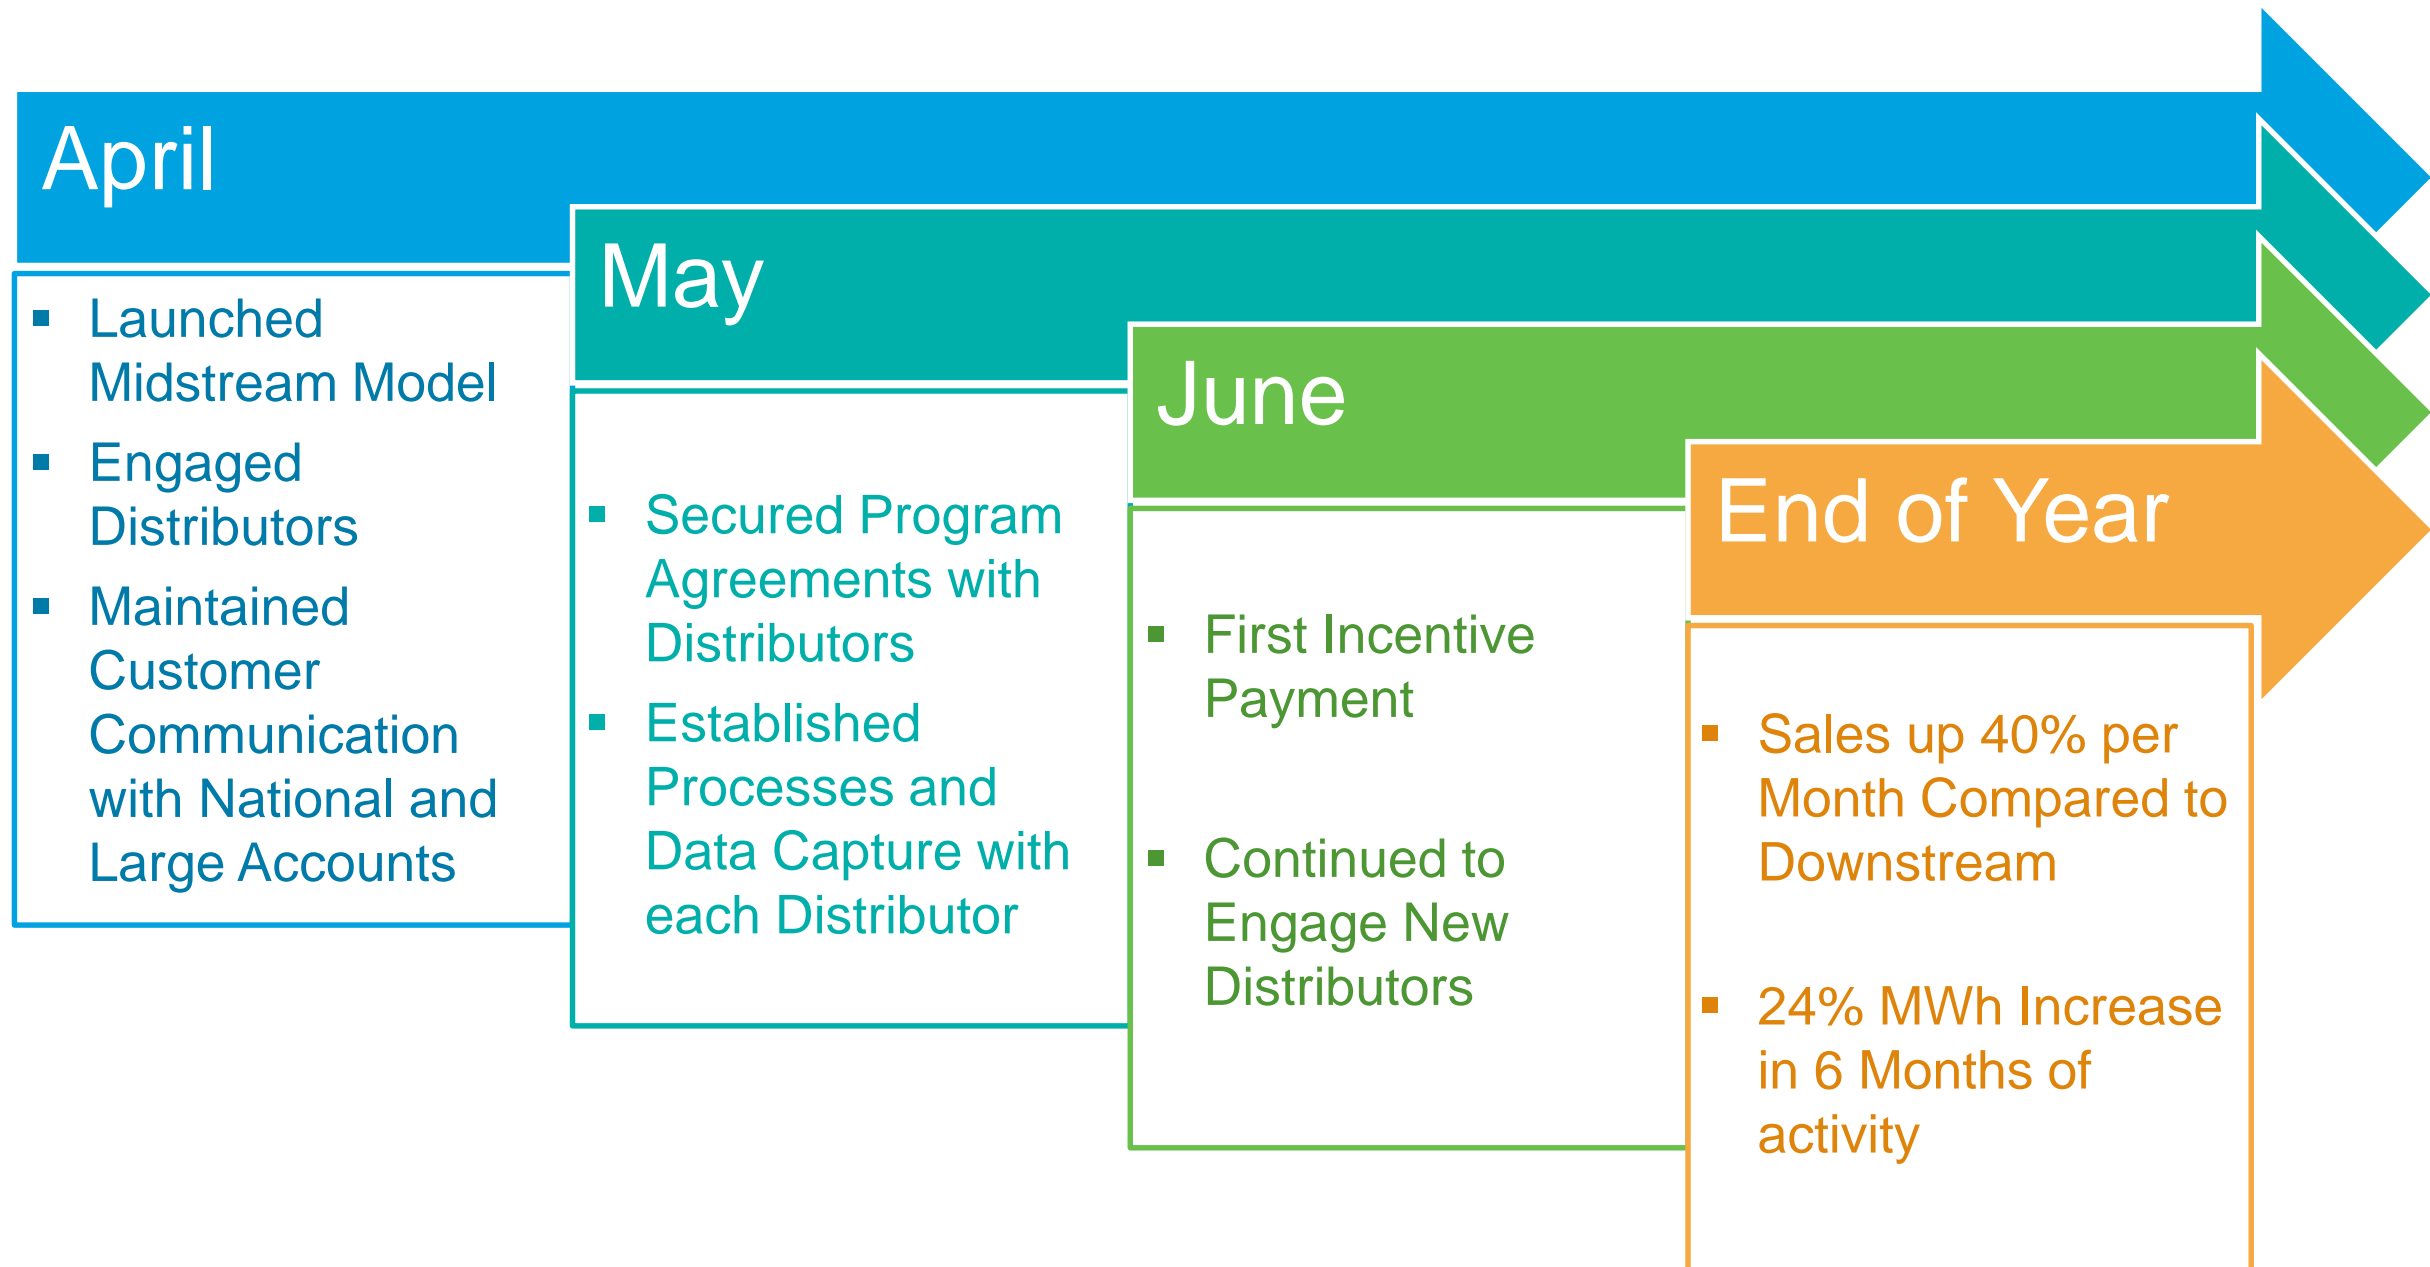 April
▪ Launched
Midstream Model
▪ Engaged
Distributors
▪ Maintained
Customer
Communication
with National and
Large Accounts
May
▪ Secured Program
Agreements with
Distributors
▪ Established
Processes and
Data Capture with
each Distributor
June
▪ First Incentive
Payment
▪ Continued to
Engage New
Distributors
End of Year
▪ Sales up 40% per
Month Compared to
Downstream
▪ 24% MWh Increase
in 6 Months of
activity